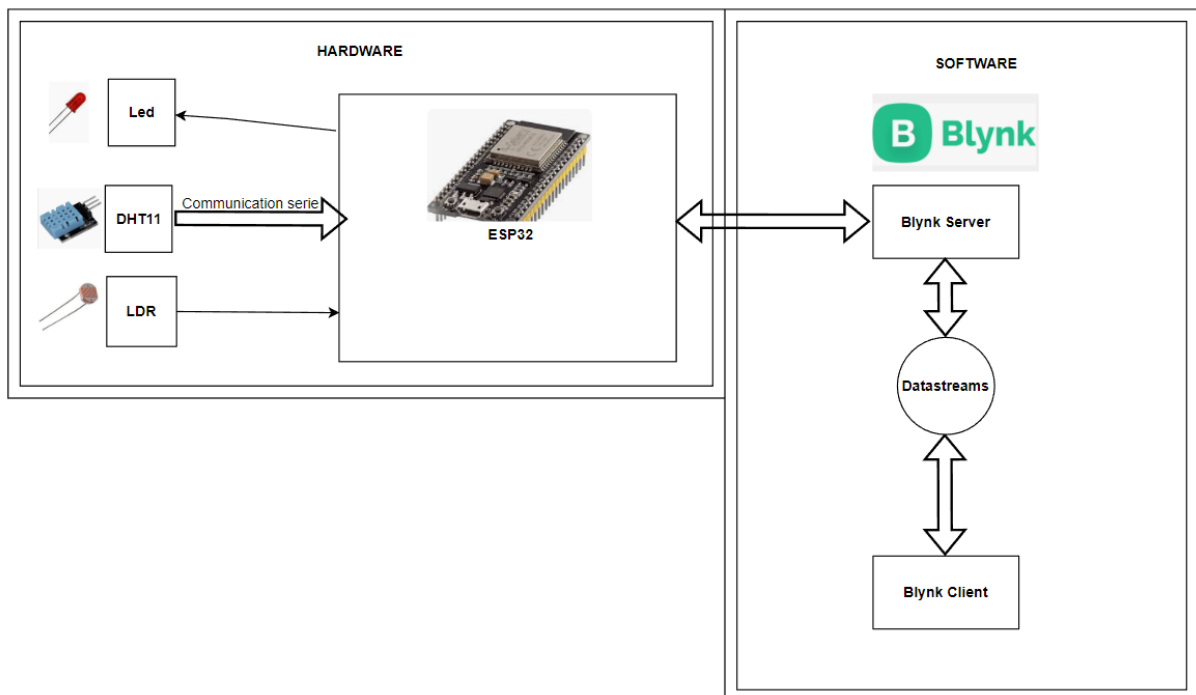 HARDWARE
Led
DHT11
Communication serie
LDR
ESP32
SOFTWARE
B Blynk
Blynk Server
Datastreams
Blynk Client